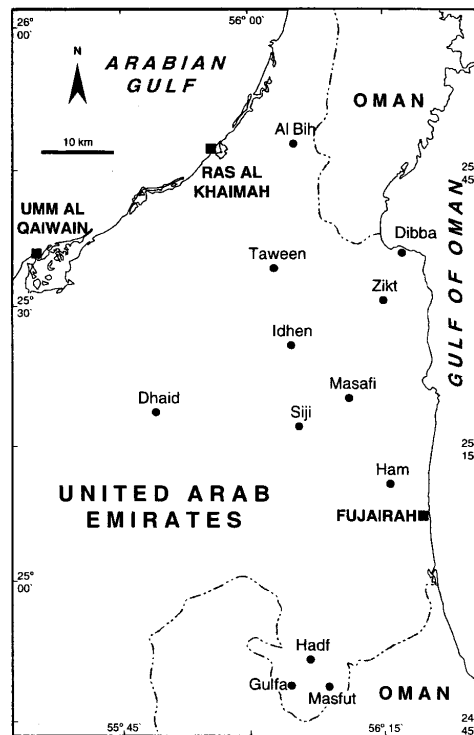 26°
00'
56° 00'
N
ARABIAN
GULF
OMAN
10 km
Al Bih
RAS AL
KHAIMAH
25°
45'
UMM AL
QAIWAIN
Dibba
Taween
Zikt
25°
30'
GULF OF OMAN
Idhen
Masafi
Dhaid
Siji
25°
15'
Ham
UNITED ARAB
EMIRATES
FUJAIRAH
25°
00'
Hadf
Gulfa
Masfut
OMAN
55° 45'
56° 15'
24°
45'